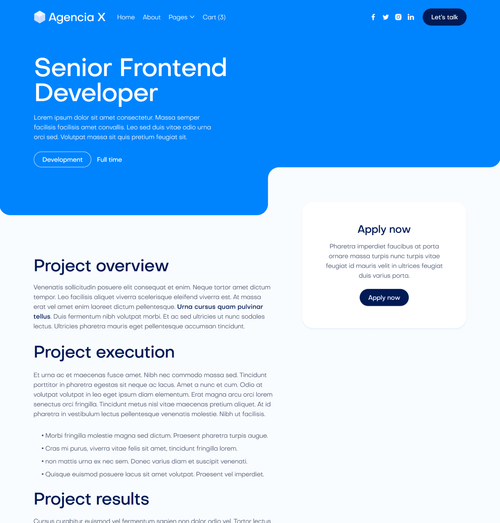 Agencia X
Home About Pages Cart (3)
Let's talk
Senior Frontend
Developer
Lorem ipsum dolor sit amet consectetur. Massa semper
facilisis facilisis amet convallis. Leo sed duis vitae odio urna
orci sed. Volutpat massa sit quis pretium feugiat sit.
Development Full time
Apply now
Pharetra imperdiet faucibus at porta
ornare massa turpis nunc turpis vitae
feugiat id mauris velit in ultrices feugiat
duis varius porta.
Apply now
Project overview
Venenatis sollicitudin posuere elit consequat et enim. Neque tortor amet dictum
tempor. Leo facilisis aliquet viverra scelerisque eleifend viverra est. At massa
erat vel amet enim laoreet dictum pellentesque. Urna cursus quam pulvinar
tellus. Duis fermentum nibh volutpat morbi. Et ac sed ultricies ut nunc sodales
lectus. Ultricies pharetra mauris eget pellentesque accumsan tincidunt.
Project execution
Et urna ac et maecenas fusce amet. Nibh nec commodo massa sed. Tincidunt
porttitor in pharetra egestas sit neque ac lacus. Amet a nunc et cum. Odio at
volutpat volutpat in leo eget ipsum diam elementum. Erat magna arcu orci lorem
senectus orci fringilla. Tincidunt metus nisl vitae maecenas pretium aliquet. At id
pharetra in vestibulum lectus pellentesque venenatis molestie. Nibh ut facilisis.
• Morbi fringilla molestie magna sed dictum. Praesent pharetra turpis augue.
• Cras mi purus, viverra vitae felis sit amet, tincidunt fringilla lorem.
• non mattis urna ex nec sem. Donec varius diam et suscipit venenati.
• Quisque euismod posuere lacus sit amet volutpat. Praesent vel imperdiet.
Project results
Cursus curabitur euismod vel fermentum sapien non dolor odio vel. Tortor lectus